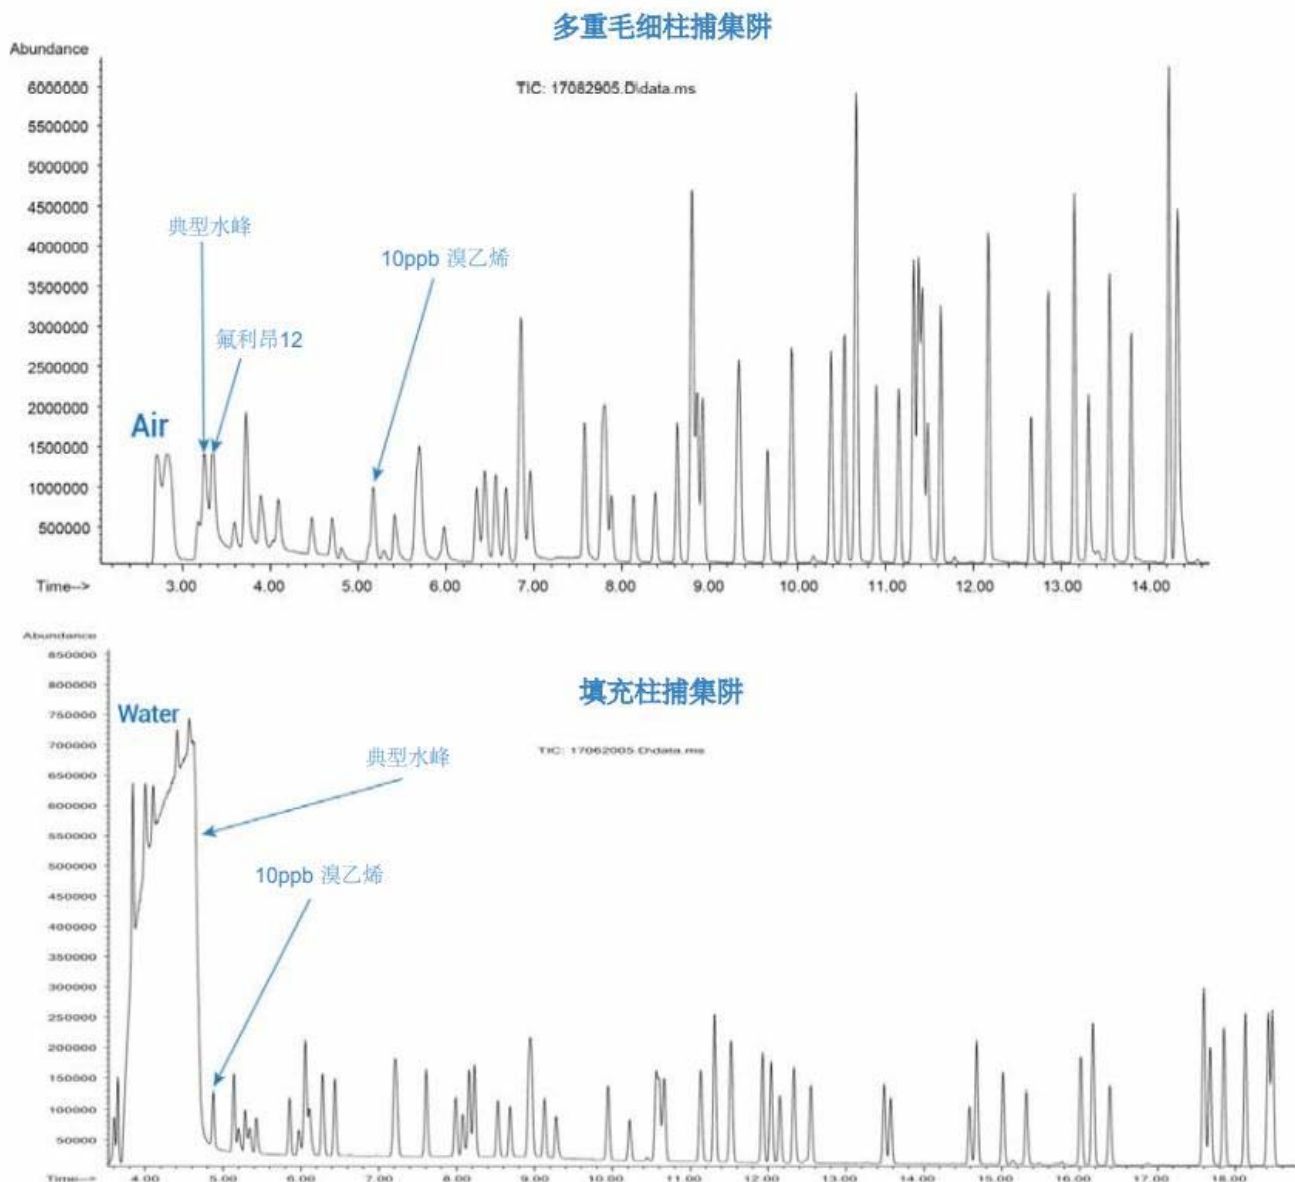 多重毛细柱捕集阱
Abundance
TIC: 17082905.D\data.ms
6000000
5500000
5000000
4500000
4000000
3500000
3000000
2500000
2000000
1500000
1000000
500000
典型水峰
10ppb 溴乙烯
氟利昂12
Air
Time-->
3.00 4.00 5.00 6.00 7.00 8.00 9.00 10.00 11.00 12.00 13.00 14.00
Abundance
850000
800000
750000
700000
650000
600000
550000
500000
450000
400000
350000
300000
250000
200000
150000
100000
50000
填充柱捕集阱
Water
TIC: 17062005.D\data.ms
典型水峰
10ppb 溴乙烯
Time-->
4.00 5.00 6.00 7.00 8.00 9.00 10.00 11.00 12.00 13.00 14.00 15.00 16.00 17.00 18.00